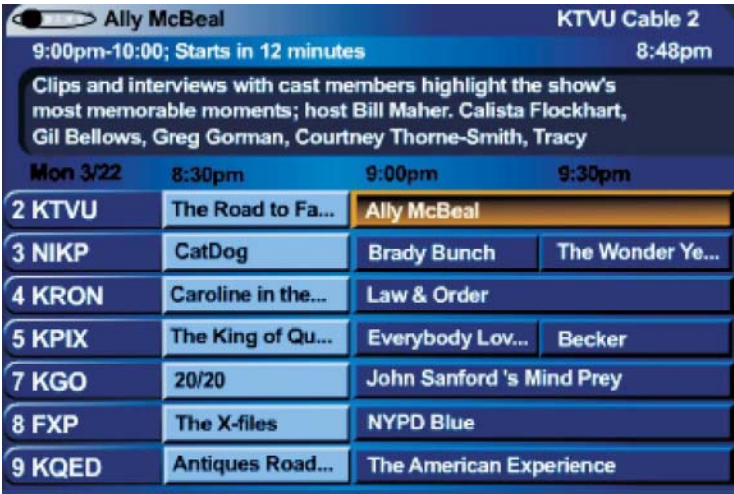 Ally McBeal KTVU Cable 2
9:00pm-10:00; Starts in 12 minutes 8:48pm
Clips and interviews with cast members highlight the show's
most memorable moments; host Bill Maher. Calista Flockhart,
Gil Bellows, Greg Gorman, Courtney Thorne-Smith, Tracy
Mon 3/22 8:30pm 9:00pm 9:30pm
2 KTVU The Road to Fa... Ally McBeal
3 NIKP CatDog Brady Bunch The Wonder Ye...
4 KRON Caroline in the... Law & Order
5 KPIX The King of Qu... Everybody Lov... Becker
7 KGO 20/20 John Sanford 's Mind Prey
8 FXP The X-files NYPD Blue
9 KQED Antiques Road... The American Experience